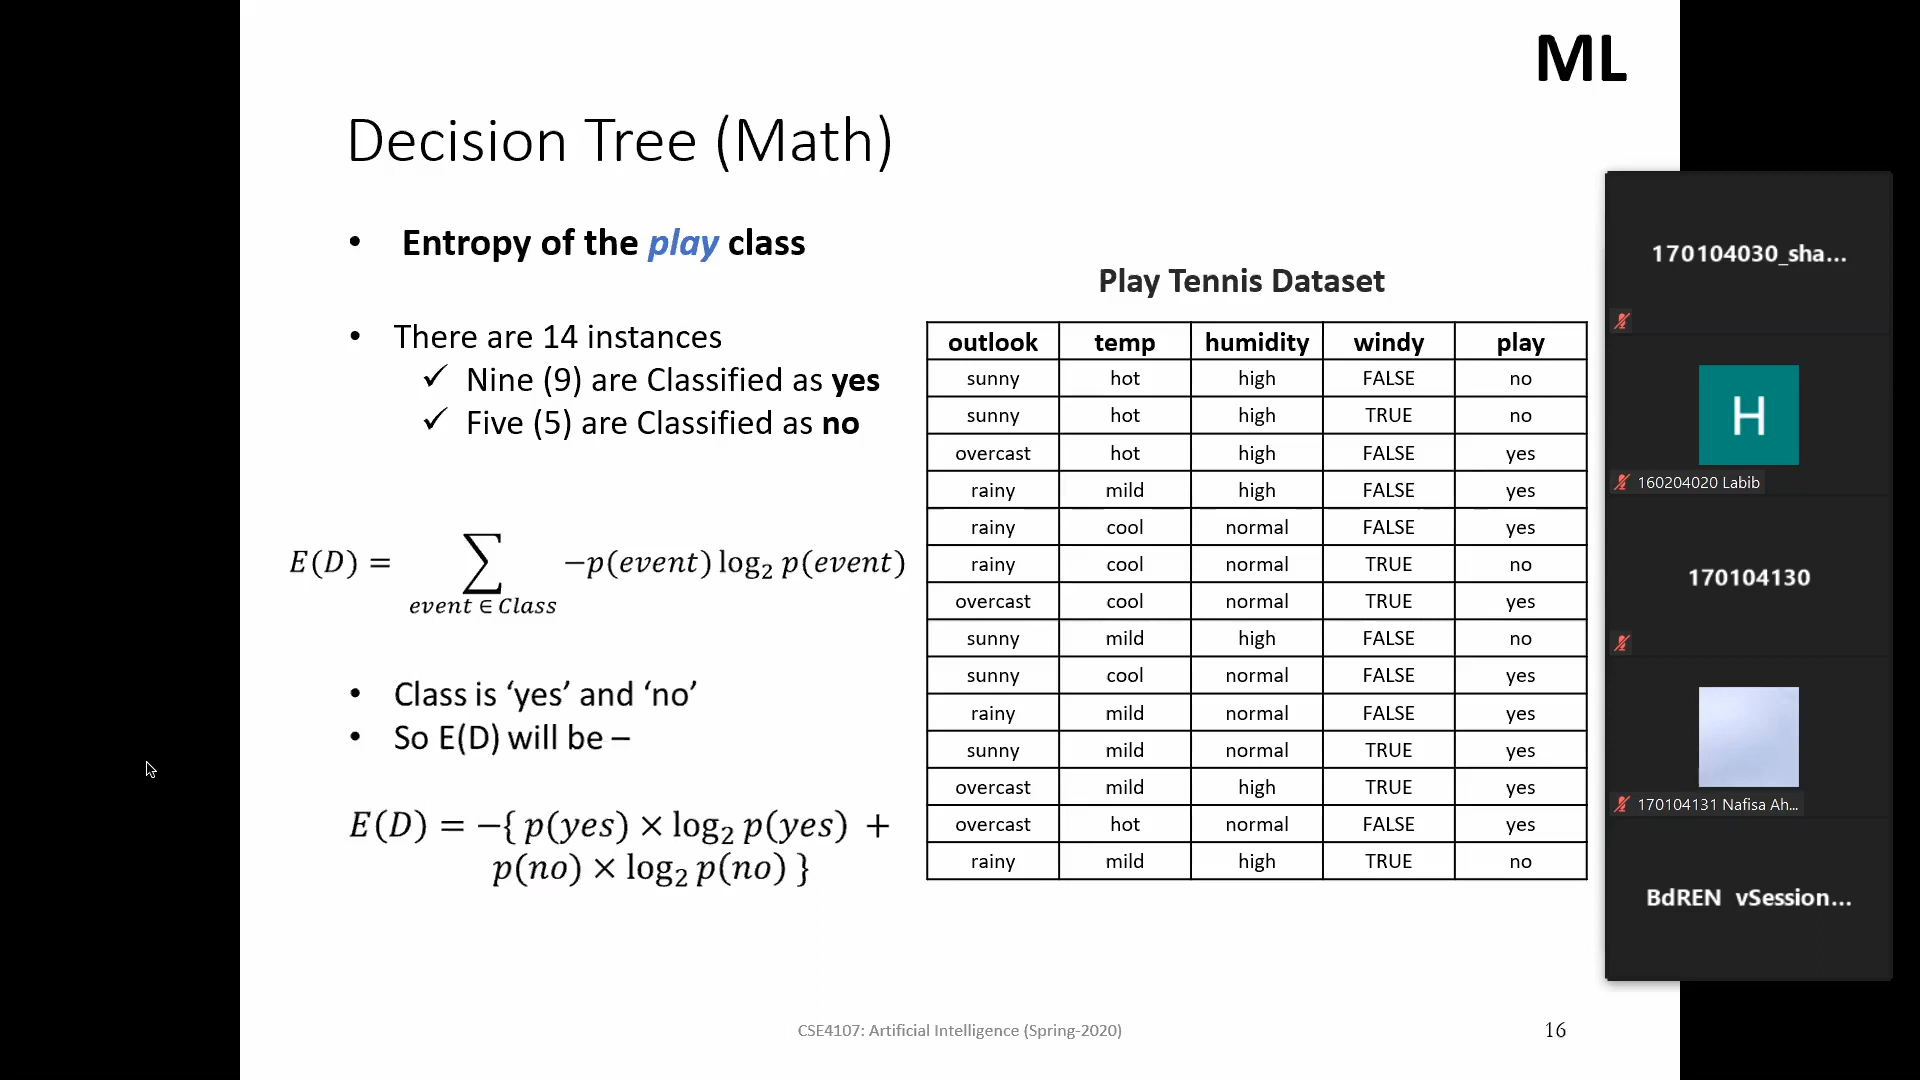 ML
Decision Tree (Math)
• Entropy of the play class
• There are 14 instances
✓ Nine (9) are Classified as yes
✓ Five (5) are Classified as no
E(D) = ∑ −p(event) log₂ p(event)
event ∈ Class
• Class is ‘yes’ and ‘no’
• So E(D) will be –
E(D) = −{ p(yes) × log₂ p(yes) +
p(no) × log₂ p(no) }
Play Tennis Dataset
outlook temp humidity windy play
sunny hot high FALSE no
sunny hot high TRUE no
overcast hot high FALSE yes
rainy mild high FALSE yes
rainy cool normal FALSE yes
rainy cool normal TRUE no
overcast cool normal TRUE yes
sunny mild high FALSE no
sunny cool normal FALSE yes
rainy mild normal FALSE yes
sunny mild normal TRUE yes
overcast mild high TRUE yes
overcast hot normal FALSE yes
rainy mild high TRUE no
CSE4107: Artificial Intelligence (Spring-2020)
16
170104030_sha...
H
160204020 Labib
170104130
170104131 Nafisa Ah...
BdREN vSession...